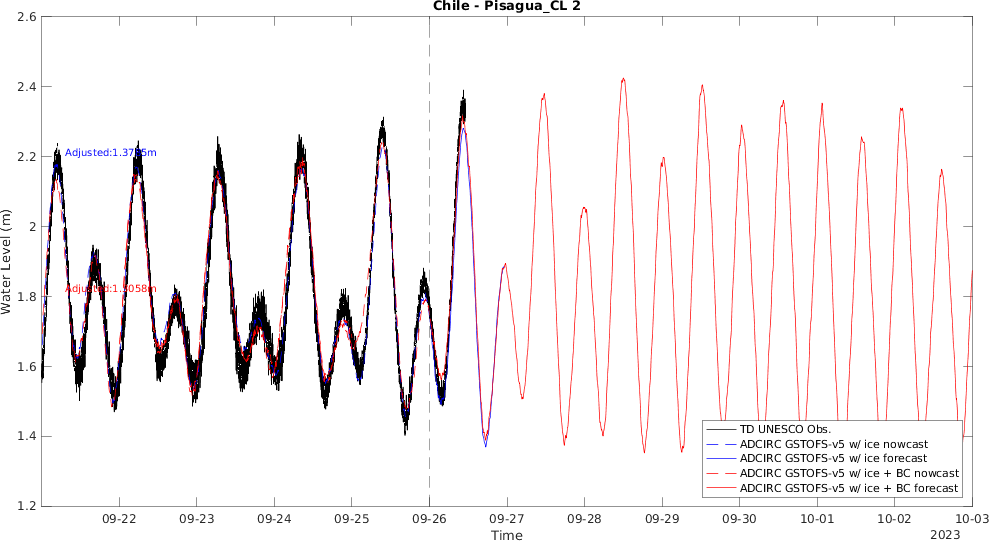 Chile - Pisagua_CL 2
Water Level (m)
2.6
2.4
2.2
2
1.8
1.6
1.4
1.2
TD UNESCO Obs.
ADCIRC GSTOFS-v5 w/ ice nowcast
ADCIRC GSTOFS-v5 w/ ice forecast
ADCIRC GSTOFS-v5 w/ ice + BC nowcast
ADCIRC GSTOFS-v5 w/ ice + BC forecast
09-22 09-23 09-24 09-25 09-26 09-27 09-28 09-29 09-30 10-01 10-02 10-03
Time
2023